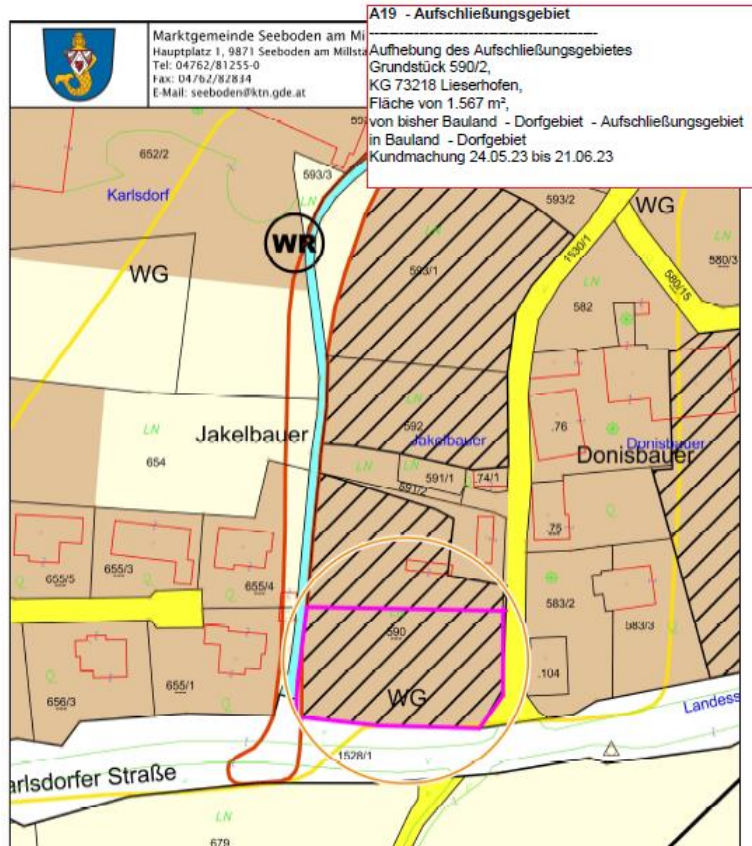 Marktgemeinde Seeboden am Mi
Hauptplatz 1, 9871 Seeboden am Millsta
Tel: 04762/81255-0
Fax: 04762/82834
E-Mail: seeboden@ktn.gde.at
A19 - Aufschließungsgebiet
Aufhebung des Aufschließungsgebietes
Grundstück 590/2,
KG 73218 Lieserhofen,
Fläche von 1.567 m²,
von bisher Bauland - Dorfgebiet - Aufschließungsgebiet
in Bauland - Dorfgebiet
Kundmachung 24.05.23 bis 21.06.23
652/2
593/3
Karlsdorf
LN
593/2
WG
LN
WR
LN
1530/1
580/3
593/1
580/15
WG
LN
582
LN
592
Jakelbauer
Jakelbauer
.76
Donisbauer
Donisbauer
LN
654
LN
LN
591/1
.74/1
591/2
.75
655/5
655/3
655/4
583/2
583/3
590
656/3
655/1
WG
.104
Landess
1528/1
arlsdorfer Straße
LN
LN
679